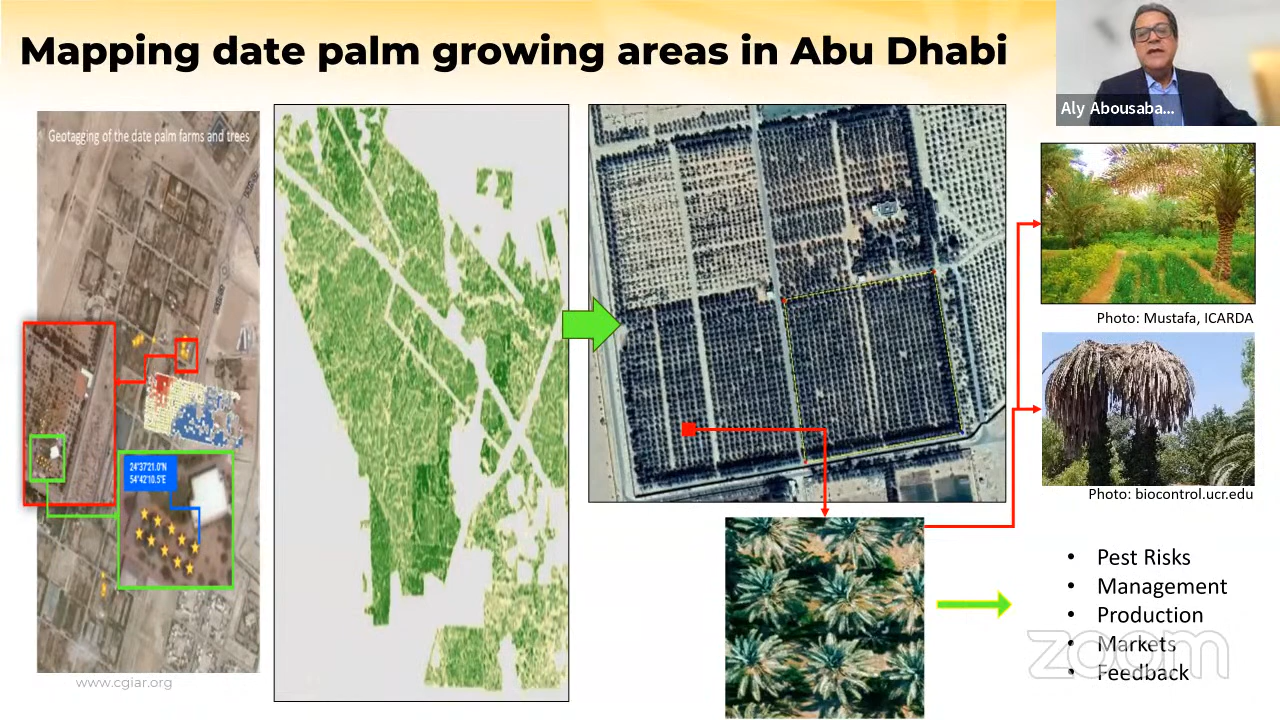 Mapping date palm growing areas in Abu Dhabi
Aly Abousaba...
Geotagging of the date palm farms and trees
24°37'21.0"N
54°42'10.5"E
www.cgiar.org
Photo: Mustafa, ICARDA
Photo: biocontrol.ucr.edu
• Pest Risks
• Management
• Production
• Markets
• Feedback
zoom